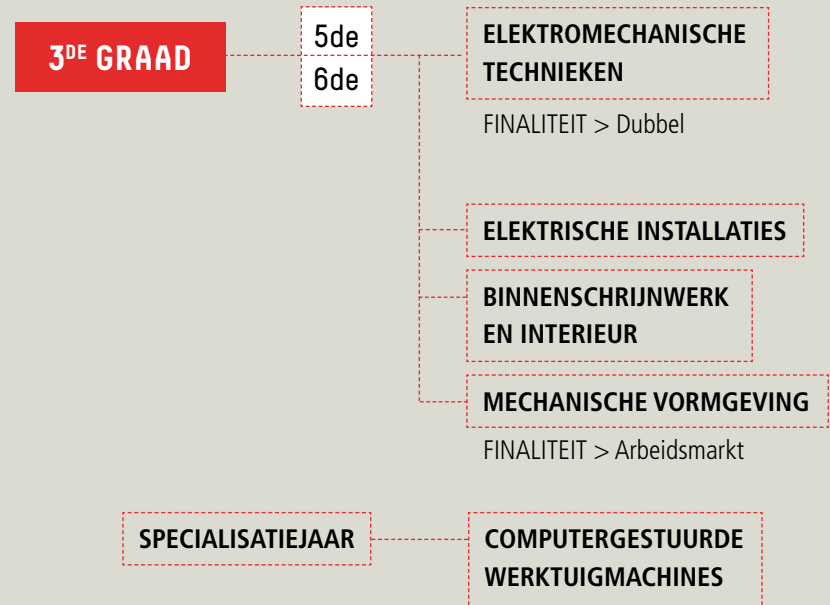 3DE GRAAD
5de
6de
ELEKTROMECHANISCHE
TECHNIEKEN
FINALITEIT > Dubbel
ELEKTRISCHE INSTALLATIES
BINNENSCHRIJNWERK
EN INTERIEUR
MECHANISCHE VORMGEVING
FINALITEIT > Arbeidsmarkt
SPECIALISATIEJAAR
COMPUTERGESTUURDE
WERKTUIGMACHINES